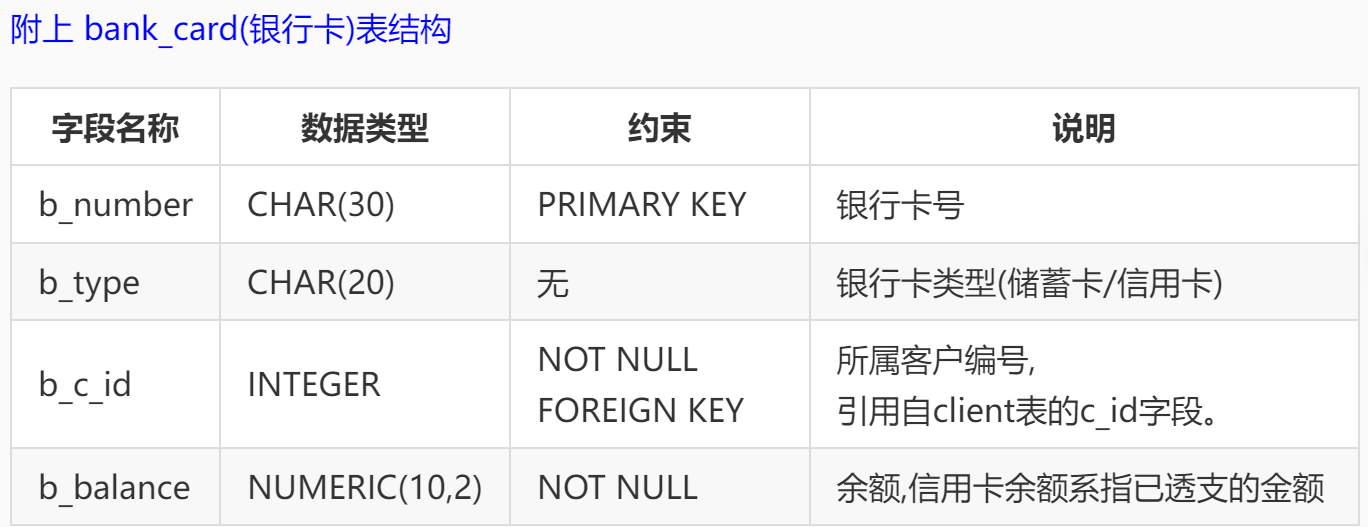 附上 bank_card(银行卡)表结构
字段名称 数据类型 约束 说明
b_number CHAR(30) PRIMARY KEY 银行卡号
b_type CHAR(20) 无 银行卡类型(储蓄卡/信用卡)
b_c_id INTEGER NOT NULL
FOREIGN KEY 所属客户编号,
引用自client表的c_id字段。
b_balance NUMERIC(10,2) NOT NULL 余额,信用卡余额系指已透支的金额